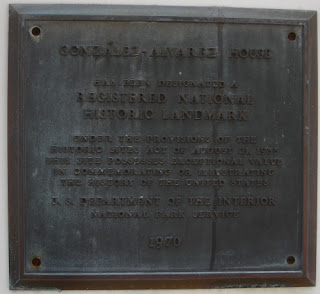 GONZÁLEZ-ALVAREZ HOUSE
HAS BEEN DESIGNATED A
REGISTERED NATIONAL
HISTORIC LANDMARK
UNDER THE PROVISIONS OF THE
HISTORIC SITES ACT OF AUGUST 21, 1935
THIS SITE POSSESSES EXCEPTIONAL VALUE
IN COMMEMORATING OR ILLUSTRATING
THE HISTORY OF THE UNITED STATES
U. S. DEPARTMENT OF THE INTERIOR
NATIONAL PARK SERVICE
1970